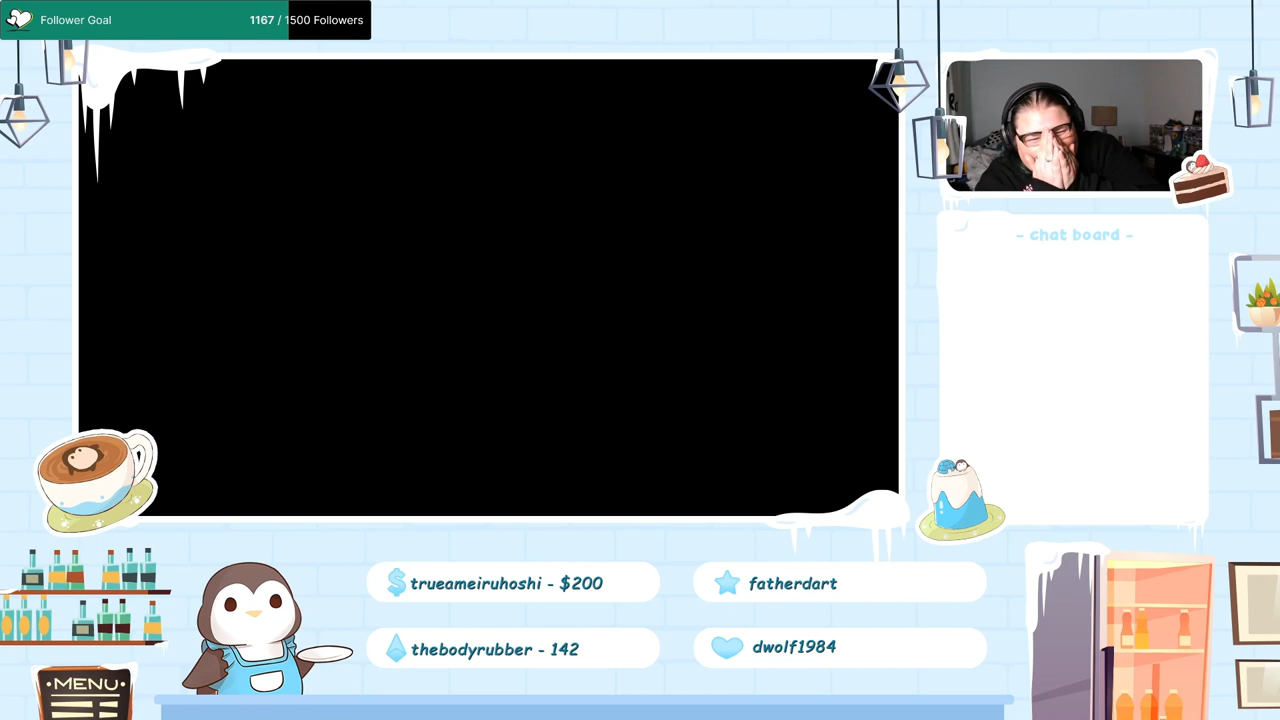 Follower Goal 1167 / 1500 Followers
- chat board -
trueameiruhoshi - $200
fatherdart
thebodyrubber - 142
dwolf1984
•MENU•